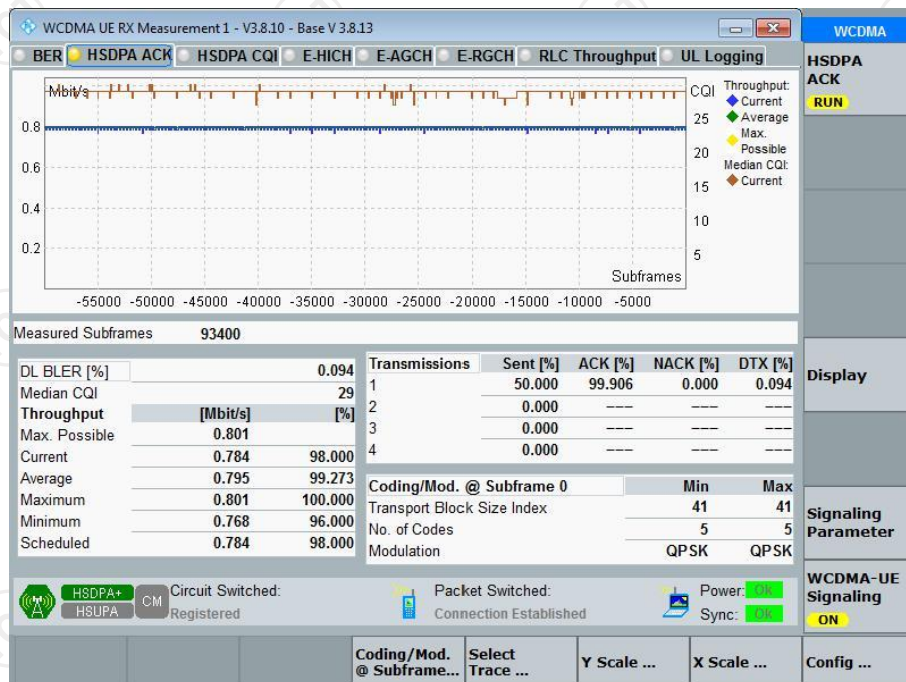 WCDMA UE RX Measurement 1 - V3.8.10 - Base V 3.8.13
WCDMA
BER HSDPA ACK HSDPA CQI E-HICH E-AGCH E-RGCH RLC Throughput UL Logging
HSDPA
ACK
RUN
Mbit/s
CQI
0.8
0.6
0.4
0.2
25
20
15
10
5
Throughput:
Current
Average
Max.
Possible
Median CQI:
Current
Subframes
-55000 -50000 -45000 -40000 -35000 -30000 -25000 -20000 -15000 -10000 -5000
Measured Subframes 93400
DL BLER [%] 0.094
Median CQI 29
Throughput [Mbit/s] [%]
Max. Possible 0.801
Current 0.784 98.000
Average 0.795 99.273
Maximum 0.801 100.000
Minimum 0.768 96.000
Scheduled 0.784 98.000
Transmissions Sent [%] ACK [%] NACK [%] DTX [%]
1 50.000 99.906 0.000 0.094
2 0.000 --- --- ---
3 0.000 --- --- ---
4 0.000 --- --- ---
Coding/Mod. @ Subframe 0 Min Max
Transport Block Size Index 41 41
No. of Codes 5 5
Modulation QPSK QPSK
Display
Signaling
Parameter
WCDMA-UE
Signaling
ON
HSDPA+
HSUPA
CM
Circuit Switched:
Registered
Packet Switched:
Connection Established
Power: Ok
Sync: Ok
Coding/Mod.
@ Subframe...
Select
Trace ...
Y Scale ...
X Scale ...
Config ...